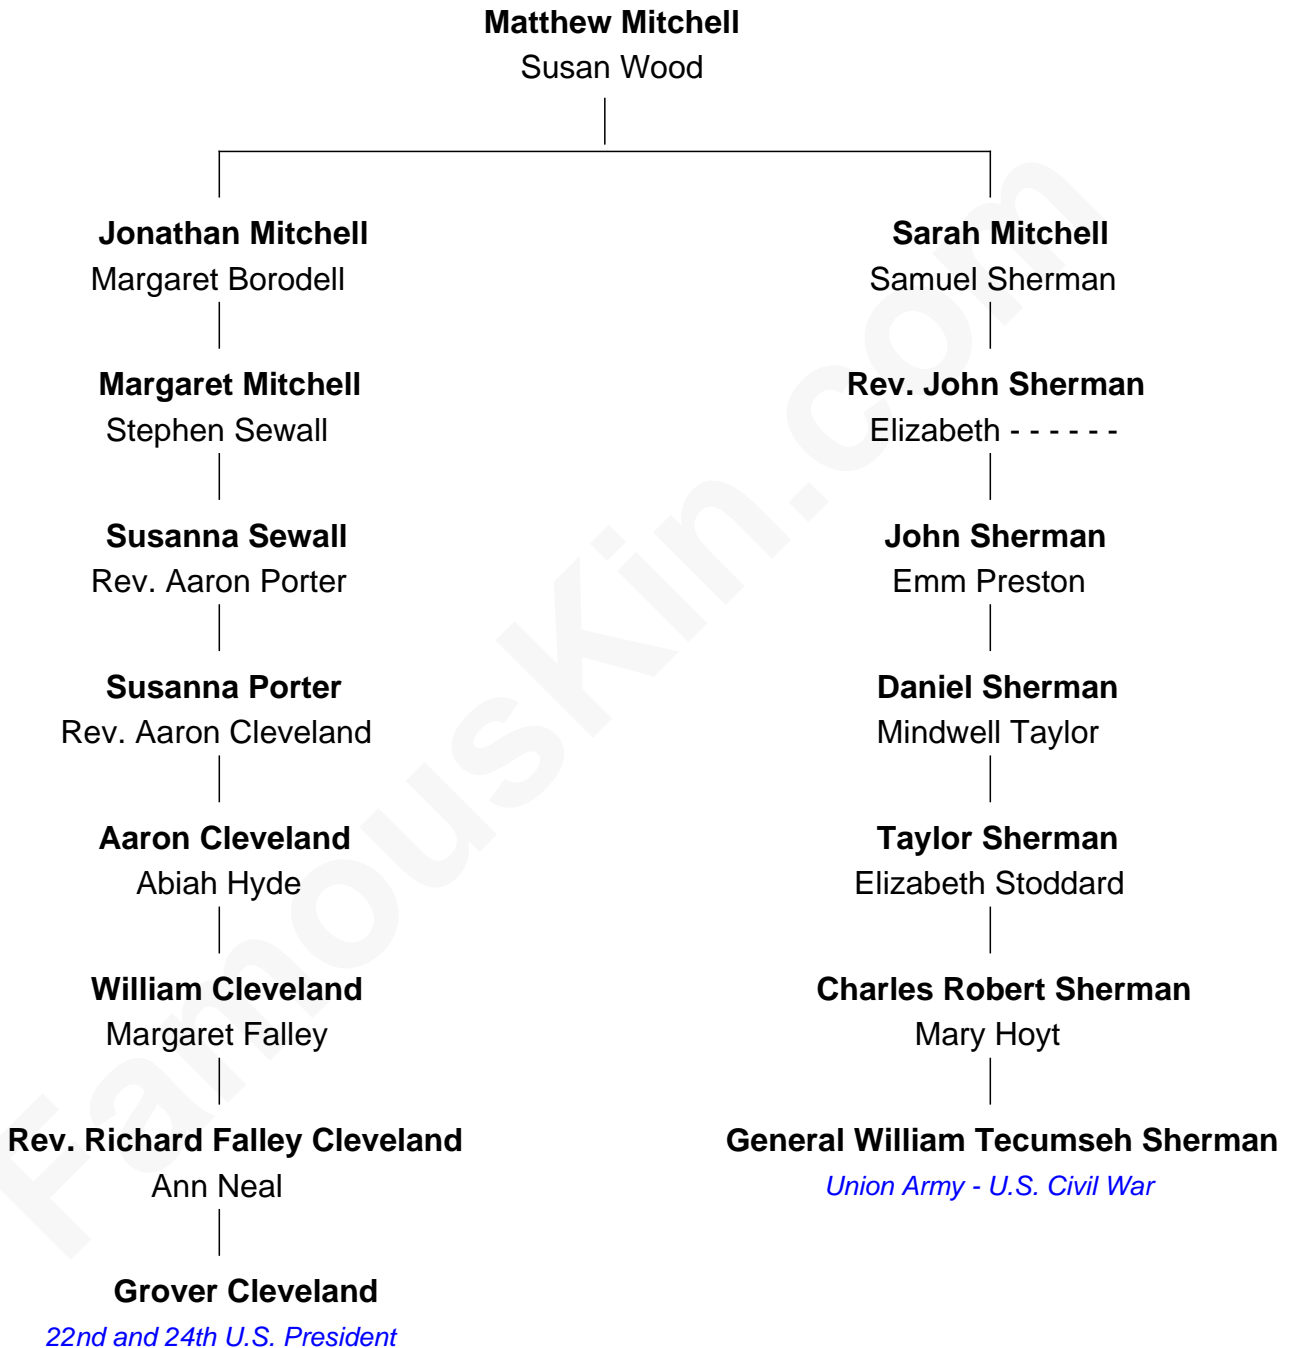 Matthew Mitchell
Susan Wood
Jonathan Mitchell
Margaret Borodell
Sarah Mitchell
Samuel Sherman
Margaret Mitchell
Stephen Sewall
Rev. John Sherman
Elizabeth - - - - - -
Susanna Sewall
Rev. Aaron Porter
John Sherman
Emm Preston
Susanna Porter
Rev. Aaron Cleveland
Daniel Sherman
Mindwell Taylor
Aaron Cleveland
Abiah Hyde
Taylor Sherman
Elizabeth Stoddard
William Cleveland
Margaret Falley
Charles Robert Sherman
Mary Hoyt
Rev. Richard Falley Cleveland
Ann Neal
General William Tecumseh Sherman
Union Army - U.S. Civil War
Grover Cleveland
22nd and 24th U.S. President
FamousKin.com